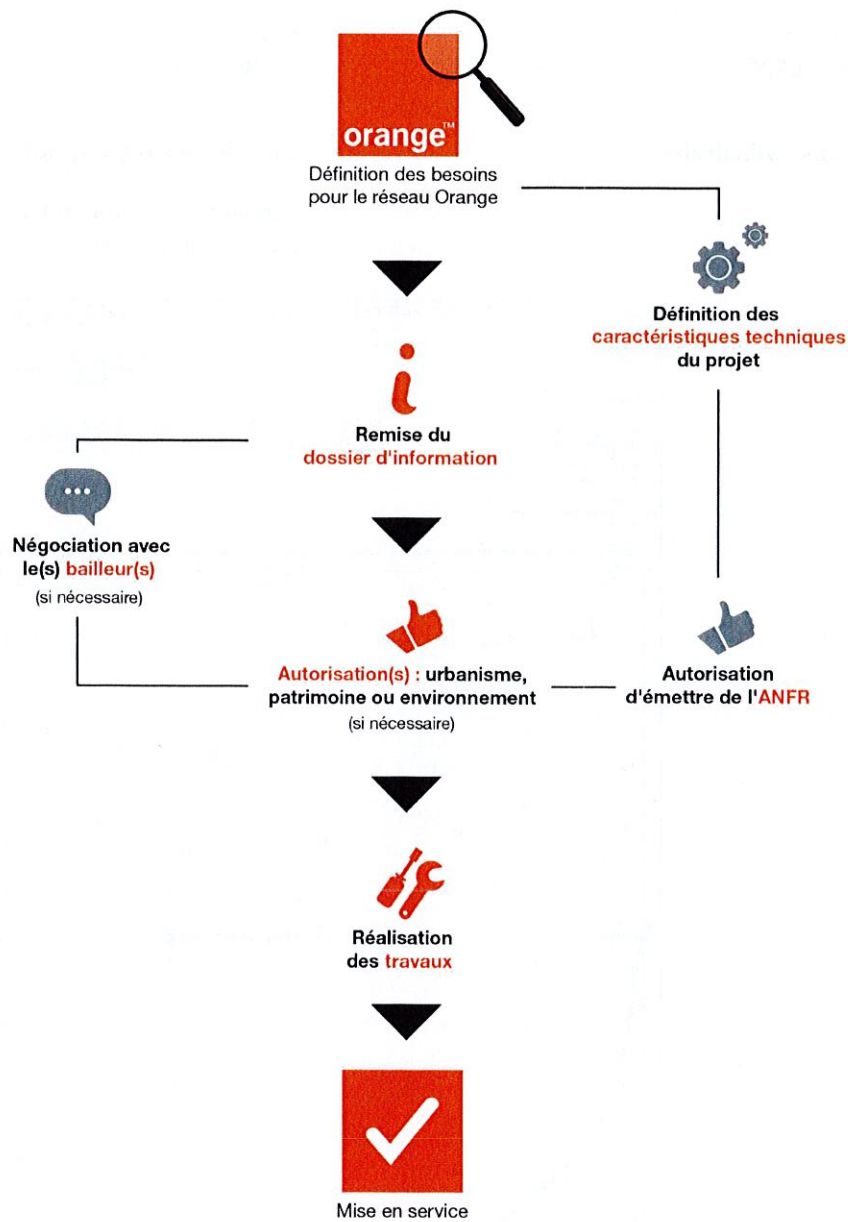 orange™
Définition des besoins
pour le réseau Orange
Définition des
caractéristiques techniques
du projet
Remise du
dossier d'information
Négociation avec
le(s) bailleur(s)
(si nécessaire)
Autorisation(s) : urbanisme,
patrimoine ou environnement
(si nécessaire)
Autorisation
d'émettre de l'ANFR
Réalisation
des travaux
Mise en service